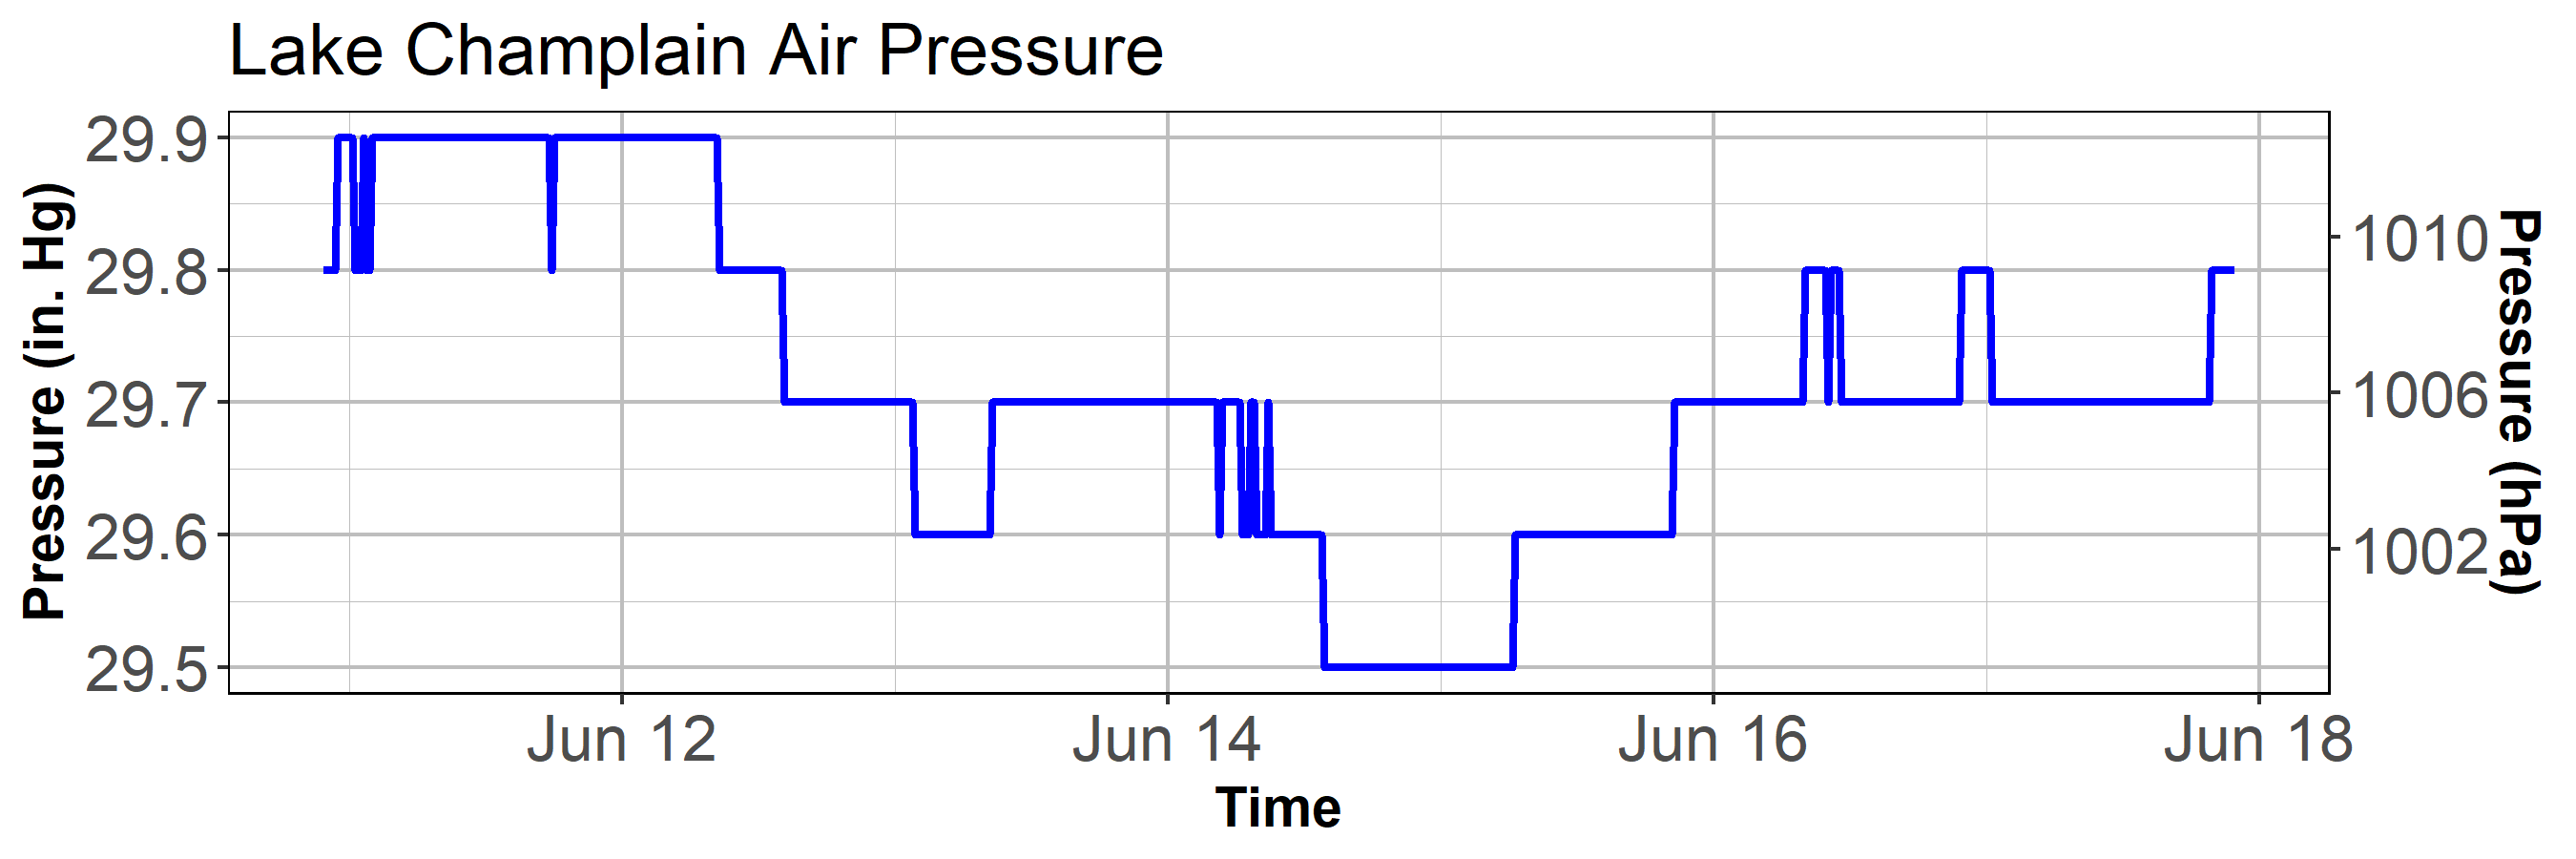 Lake Champlain Air Pressure
Pressure (in. Hg)
29.9
29.8
29.7
29.6
29.5
1010
1006
1002
Pressure (hPa)
Jun 12
Jun 14
Jun 16
Jun 18
Time